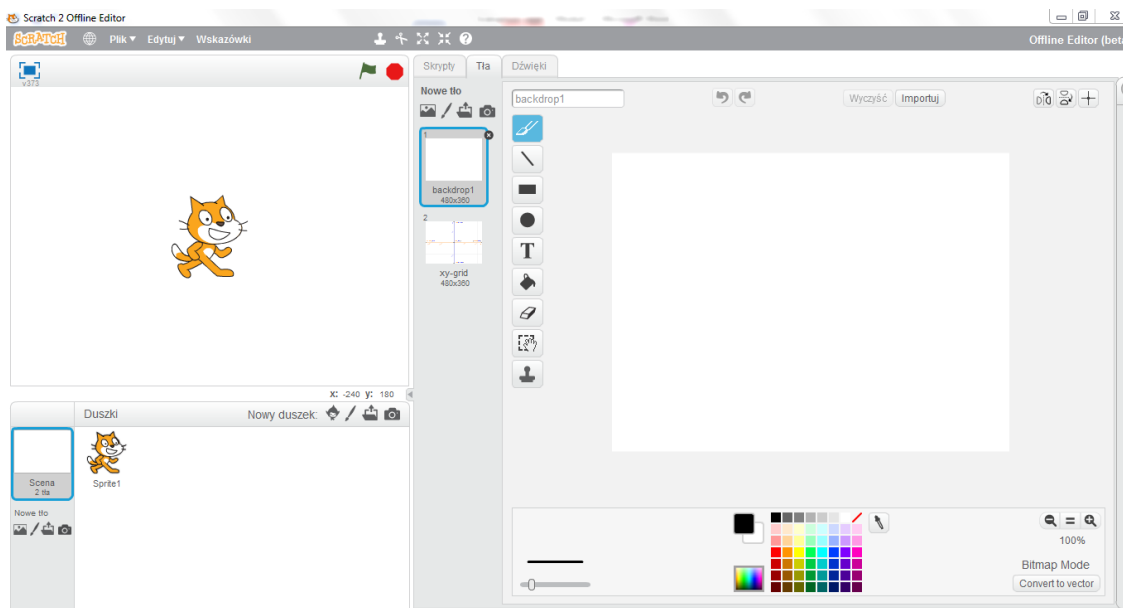 Scratch 2 Offline Editor
SCRATCH Plik Edytuj Wskazówki Offline Editor (beta
v373
Skrypty Tła Dźwięki
Nowe tło
backdrop1 Wyczyść Importuj
1
backdrop1
480x360
2
xy-grid
480x360
T
X: -240 y: 180
Duszki Nowy duszek:
Scena
2 tła
Sprite1
Nowe tło
100%
Bitmap Mode
Convert to vector